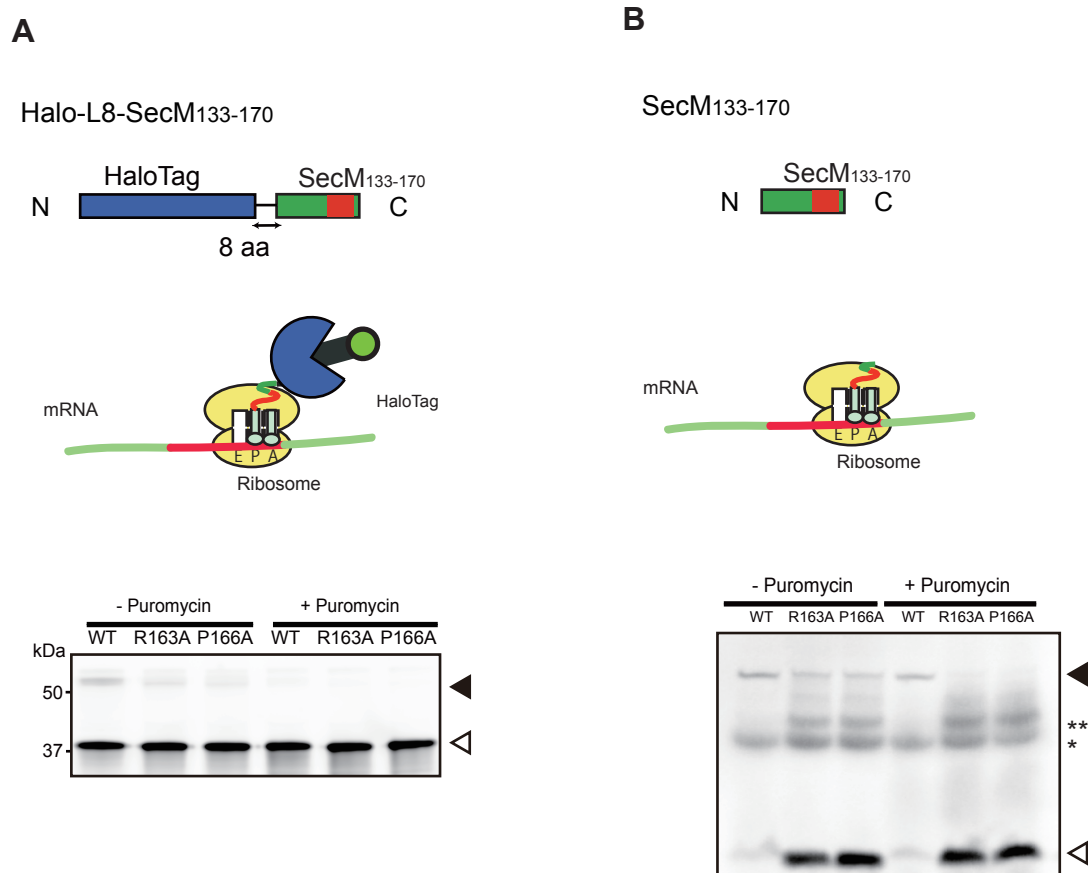 A
Halo-L8-SecM133-170
HaloTag
SecM133-170
N
C
8 aa
mRNA
HaloTag
E P A
Ribosome
- Puromycin
+ Puromycin
WT R163A P166A WT R163A P166A
kDa
50
37
B
SecM133-170
SecM133-170
N
C
mRNA
E P A
Ribosome
- Puromycin
+ Puromycin
WT R163A P166A WT R163A P166A
**
*